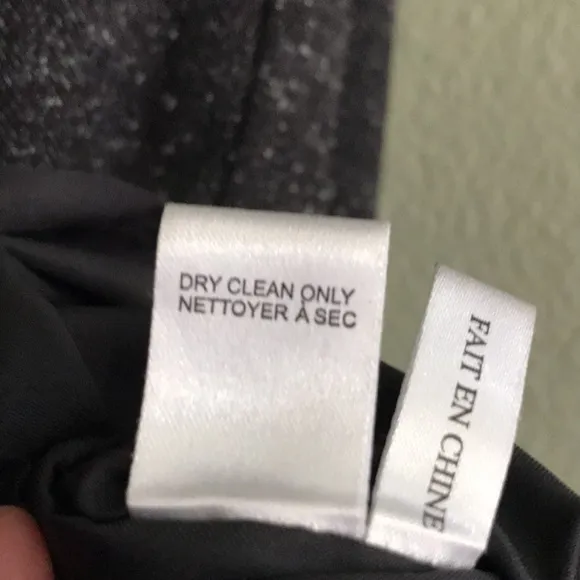 DRY CLEAN ONLY
NETTOYER À SEC
FAIT EN CHINE